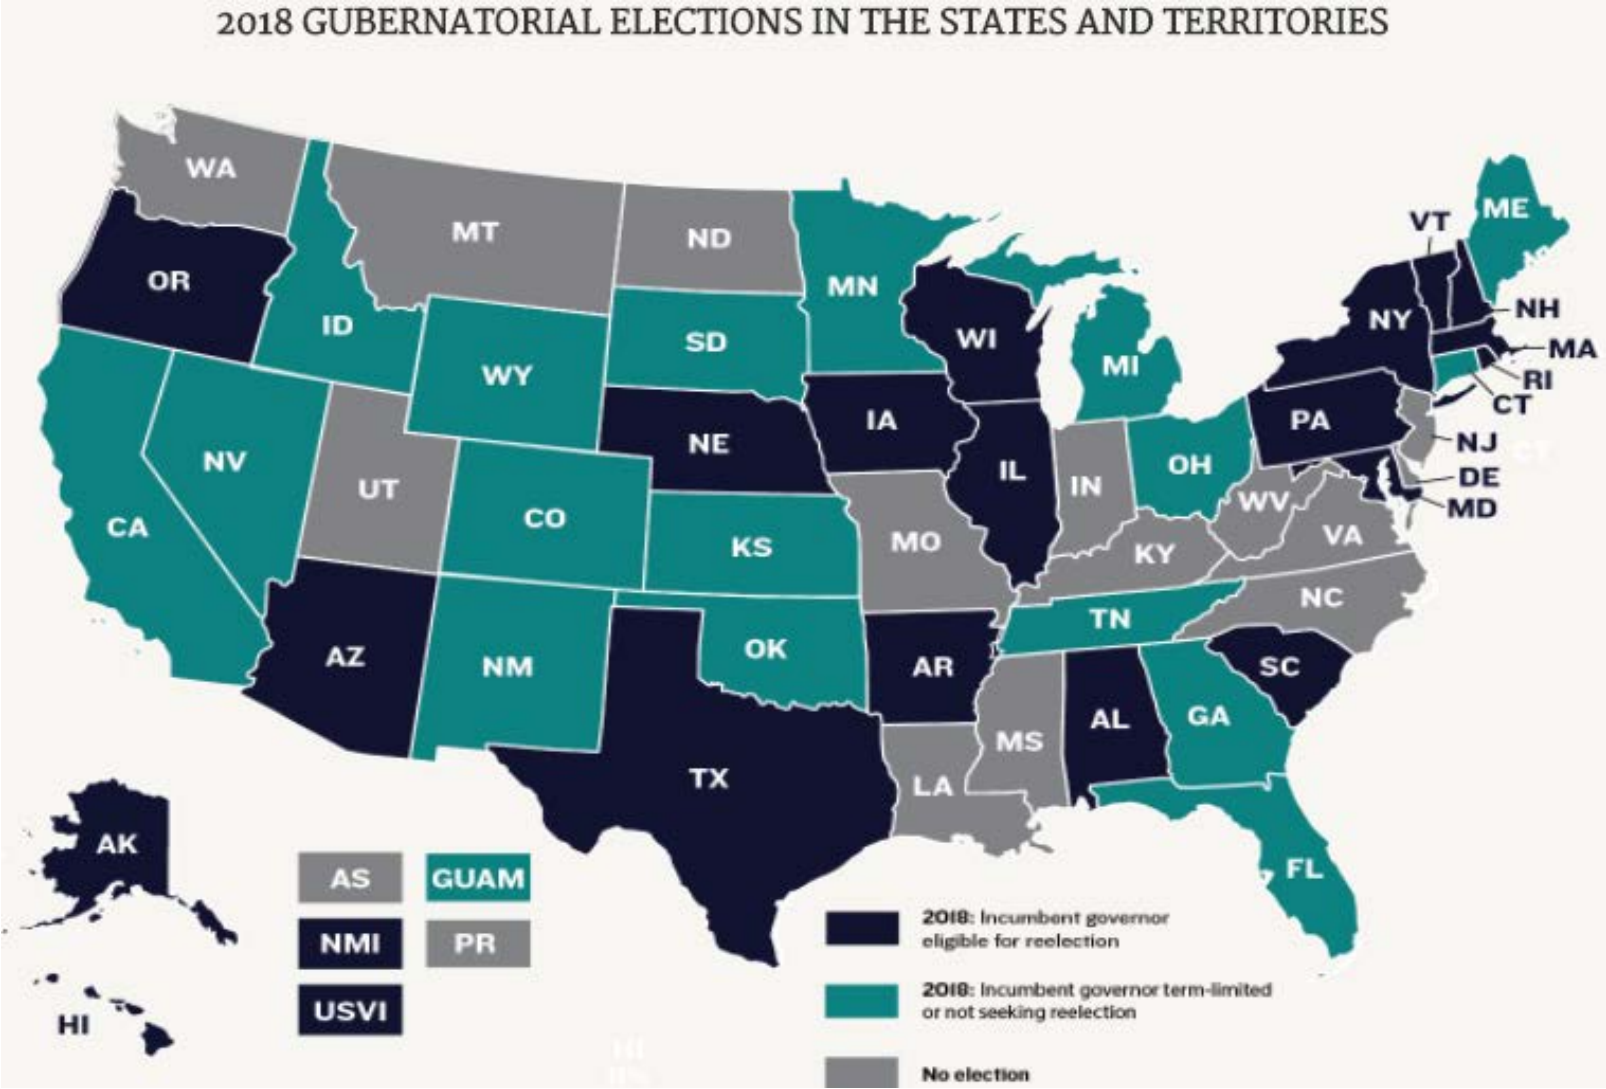 2018 GUBERNATORIAL ELECTIONS IN THE STATES AND TERRITORIES
WA
MT
ND
MN
ME
VT
OR
ID
WY
SD
WI
MI
NY
NH
MA
RI
CT
NJ
DE
MD
PA
NV
UT
CO
NE
IA
IL
IN
OH
WV
VA
CA
KS
MO
KY
NC
TN
AZ
NM
OK
AR
SC
MS
AL
GA
TX
LA
FL
AK
HI
AS
GUAM
NMI
PR
USVI
2018: Incumbent governor
eligible for reelection
2018: Incumbent governor term-limited
or not seeking reelection
No election